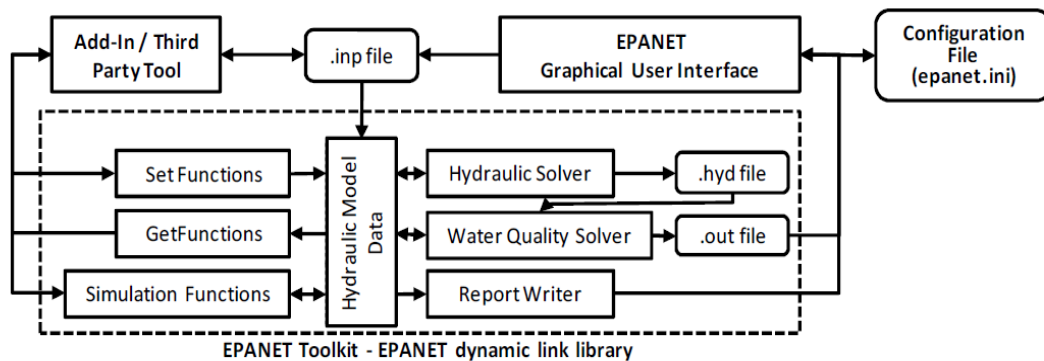 Add-In / Third
Party Tool
.inp file
EPANET
Graphical User Interface
Configuration
File
(epanet.ini)
Set Functions
GetFunctions
Simulation Functions
Hydraulic Model
Data
Hydraulic Solver
Water Quality Solver
Report Writer
.hyd file
.out file
EPANET Toolkit - EPANET dynamic link library